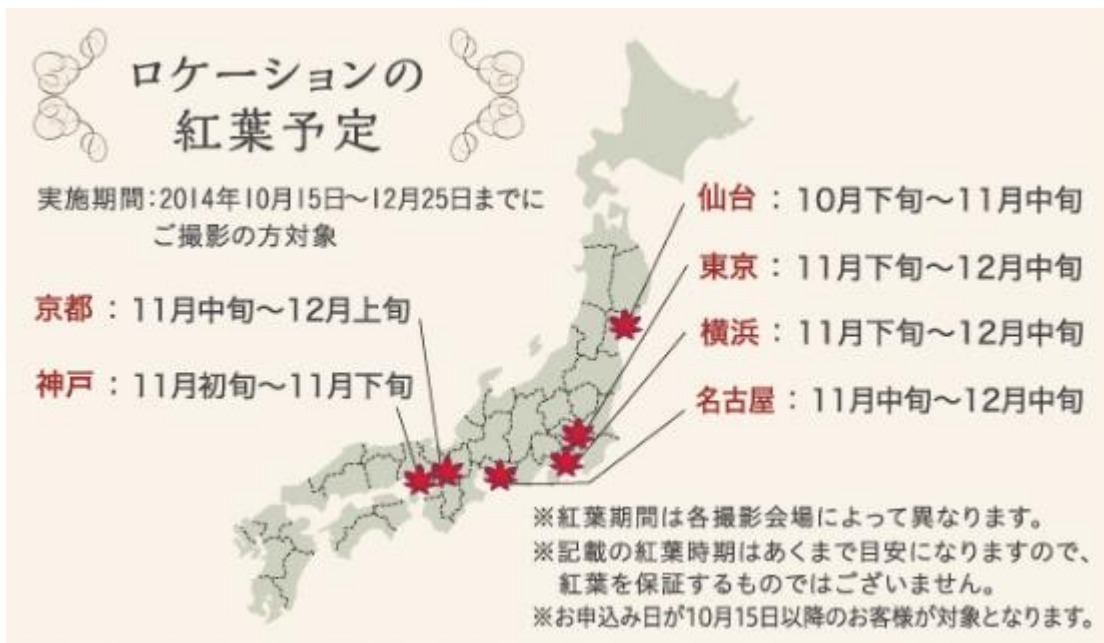 ロケーションの
紅葉予定
実施期間：2014年10月15日〜12月25日までに
ご撮影の方対象
仙台：10月下旬〜11月中旬
東京：11月下旬〜12月中旬
京都：11月中旬〜12月上旬
横浜：11月下旬〜12月中旬
神戸：11月初旬〜11月下旬
名古屋：11月中旬〜12月中旬
※紅葉期間は各撮影会場によって異なります。
※記載の紅葉時期はあくまで目安になりますので、
紅葉を保証するものではございません。
※お申込み日が10月15日以降のお客様が対象となります。